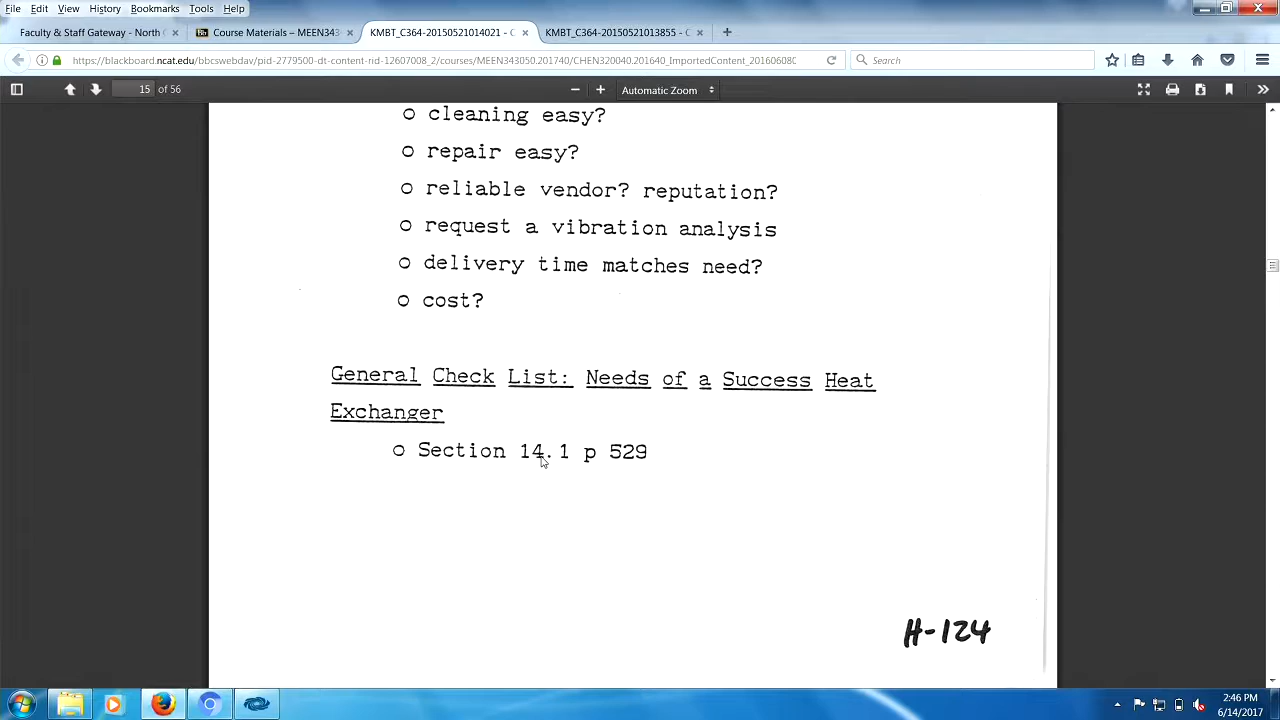 File Edit View History Bookmarks Tools Help
Faculty & Staff Gateway - North C × Course Materials – MEEN343 × KMBT_C364-20150521014021 - C × KMBT_C364-20150521013855 - C × +
https://blackboard.ncat.edu/bbcswebdav/pid-2779500-dt-content-rid-12607008_2/courses/MEEN343050.201740/CHEN320040.201640_ImportedContent_201606080 Search
15 of 56 − + Automatic Zoom
o cleaning easy?
o repair easy?
o reliable vendor? reputation?
o request a vibration analysis
o delivery time matches need?
o cost?
General Check List: Needs of a Success Heat
Exchanger
o Section 14.1 p 529
H-124
2:46 PM
6/14/2017